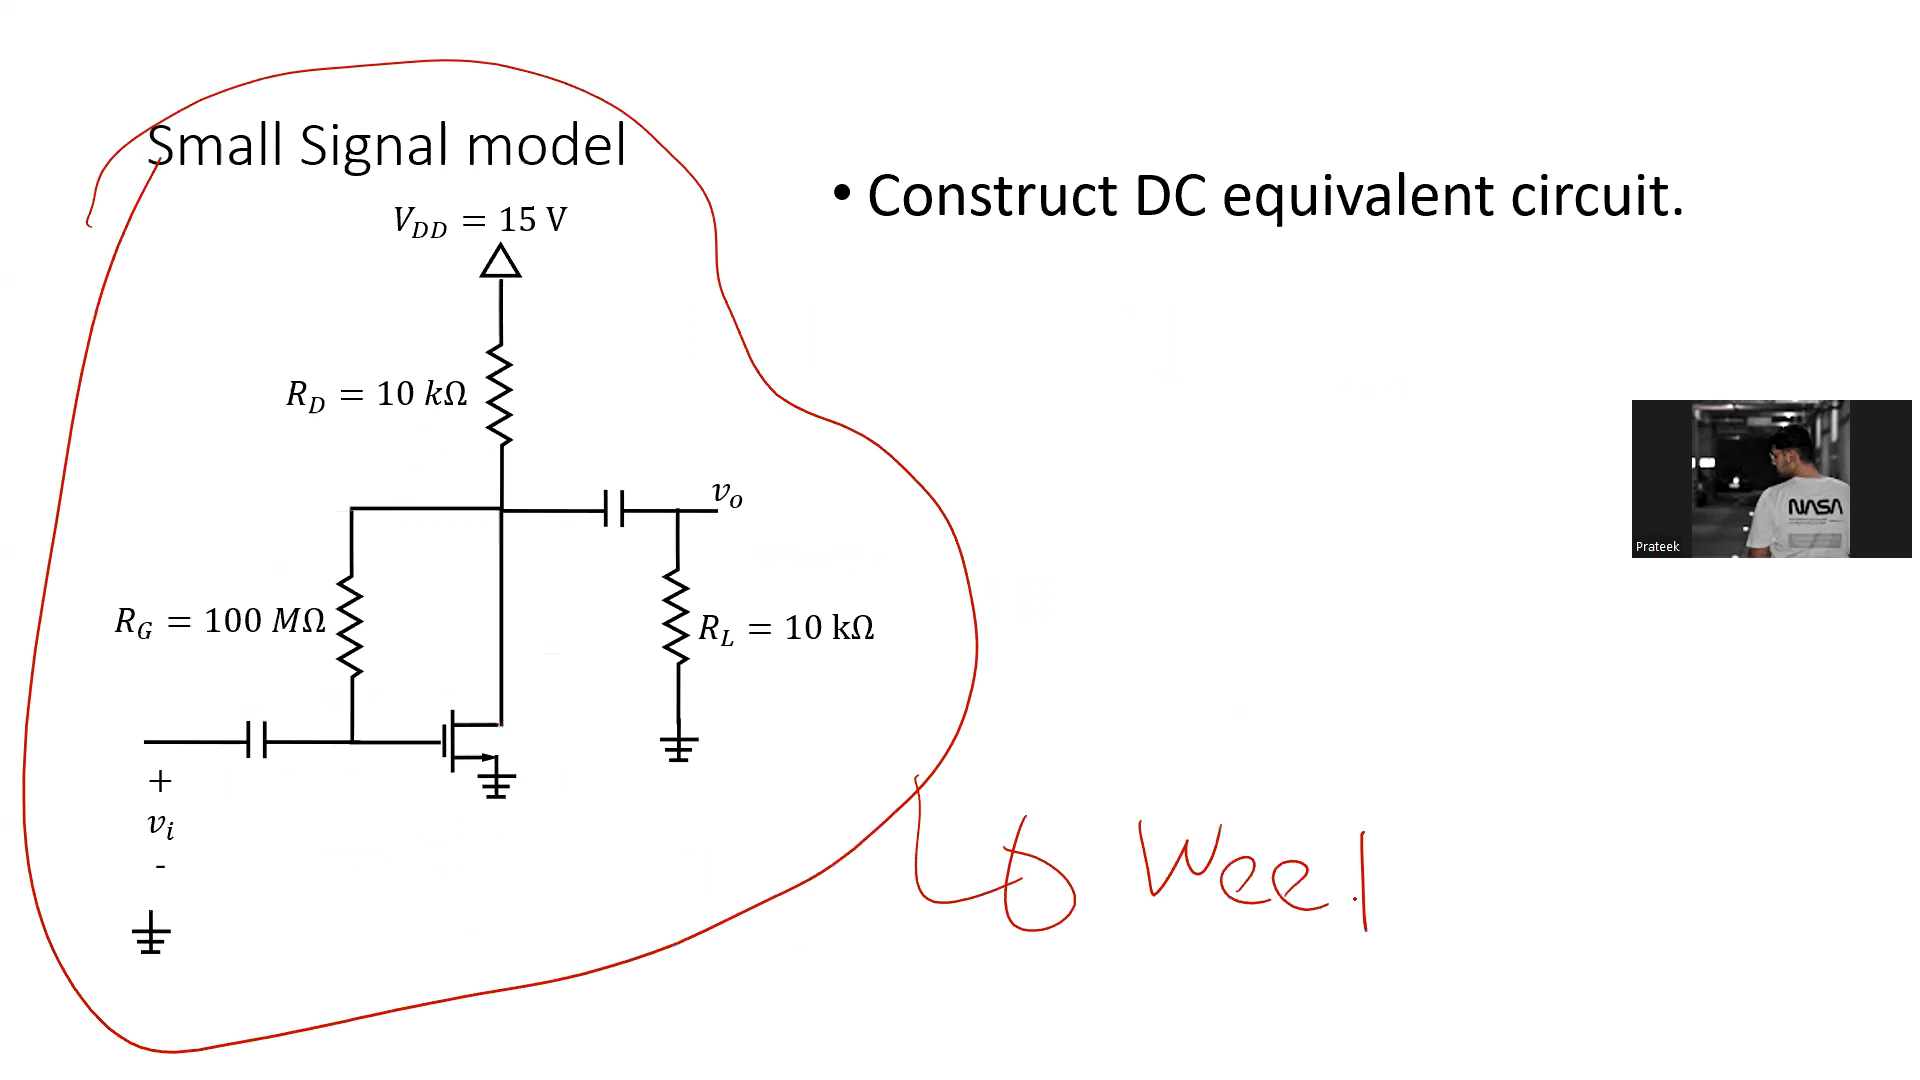 Small Signal model
V_DD = 15 V
R_D = 10 kΩ
v_o
R_G = 100 MΩ
R_L = 10 kΩ
+
v_i
-
• Construct DC equivalent circuit.
NASA
Prateek